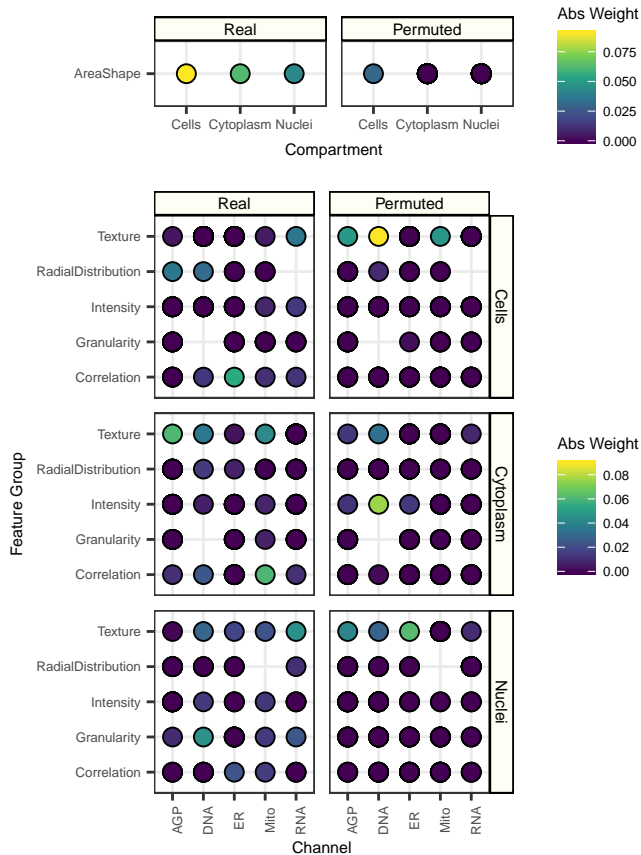 Real
Permuted
AreaShape
Cells
Cytoplasm
Nuclei
Cells
Cytoplasm
Nuclei
Compartment
Abs Weight
0.075
0.050
0.025
0.000
Real
Permuted
Texture
RadialDistribution
Intensity
Granularity
Correlation
Cells
Texture
RadialDistribution
Intensity
Granularity
Correlation
Cytoplasm
Texture
RadialDistribution
Intensity
Granularity
Correlation
Nuclei
Feature Group
AGP
DNA
ER
Mito
RNA
AGP
DNA
ER
Mito
RNA
Channel
Abs Weight
0.08
0.06
0.04
0.02
0.00